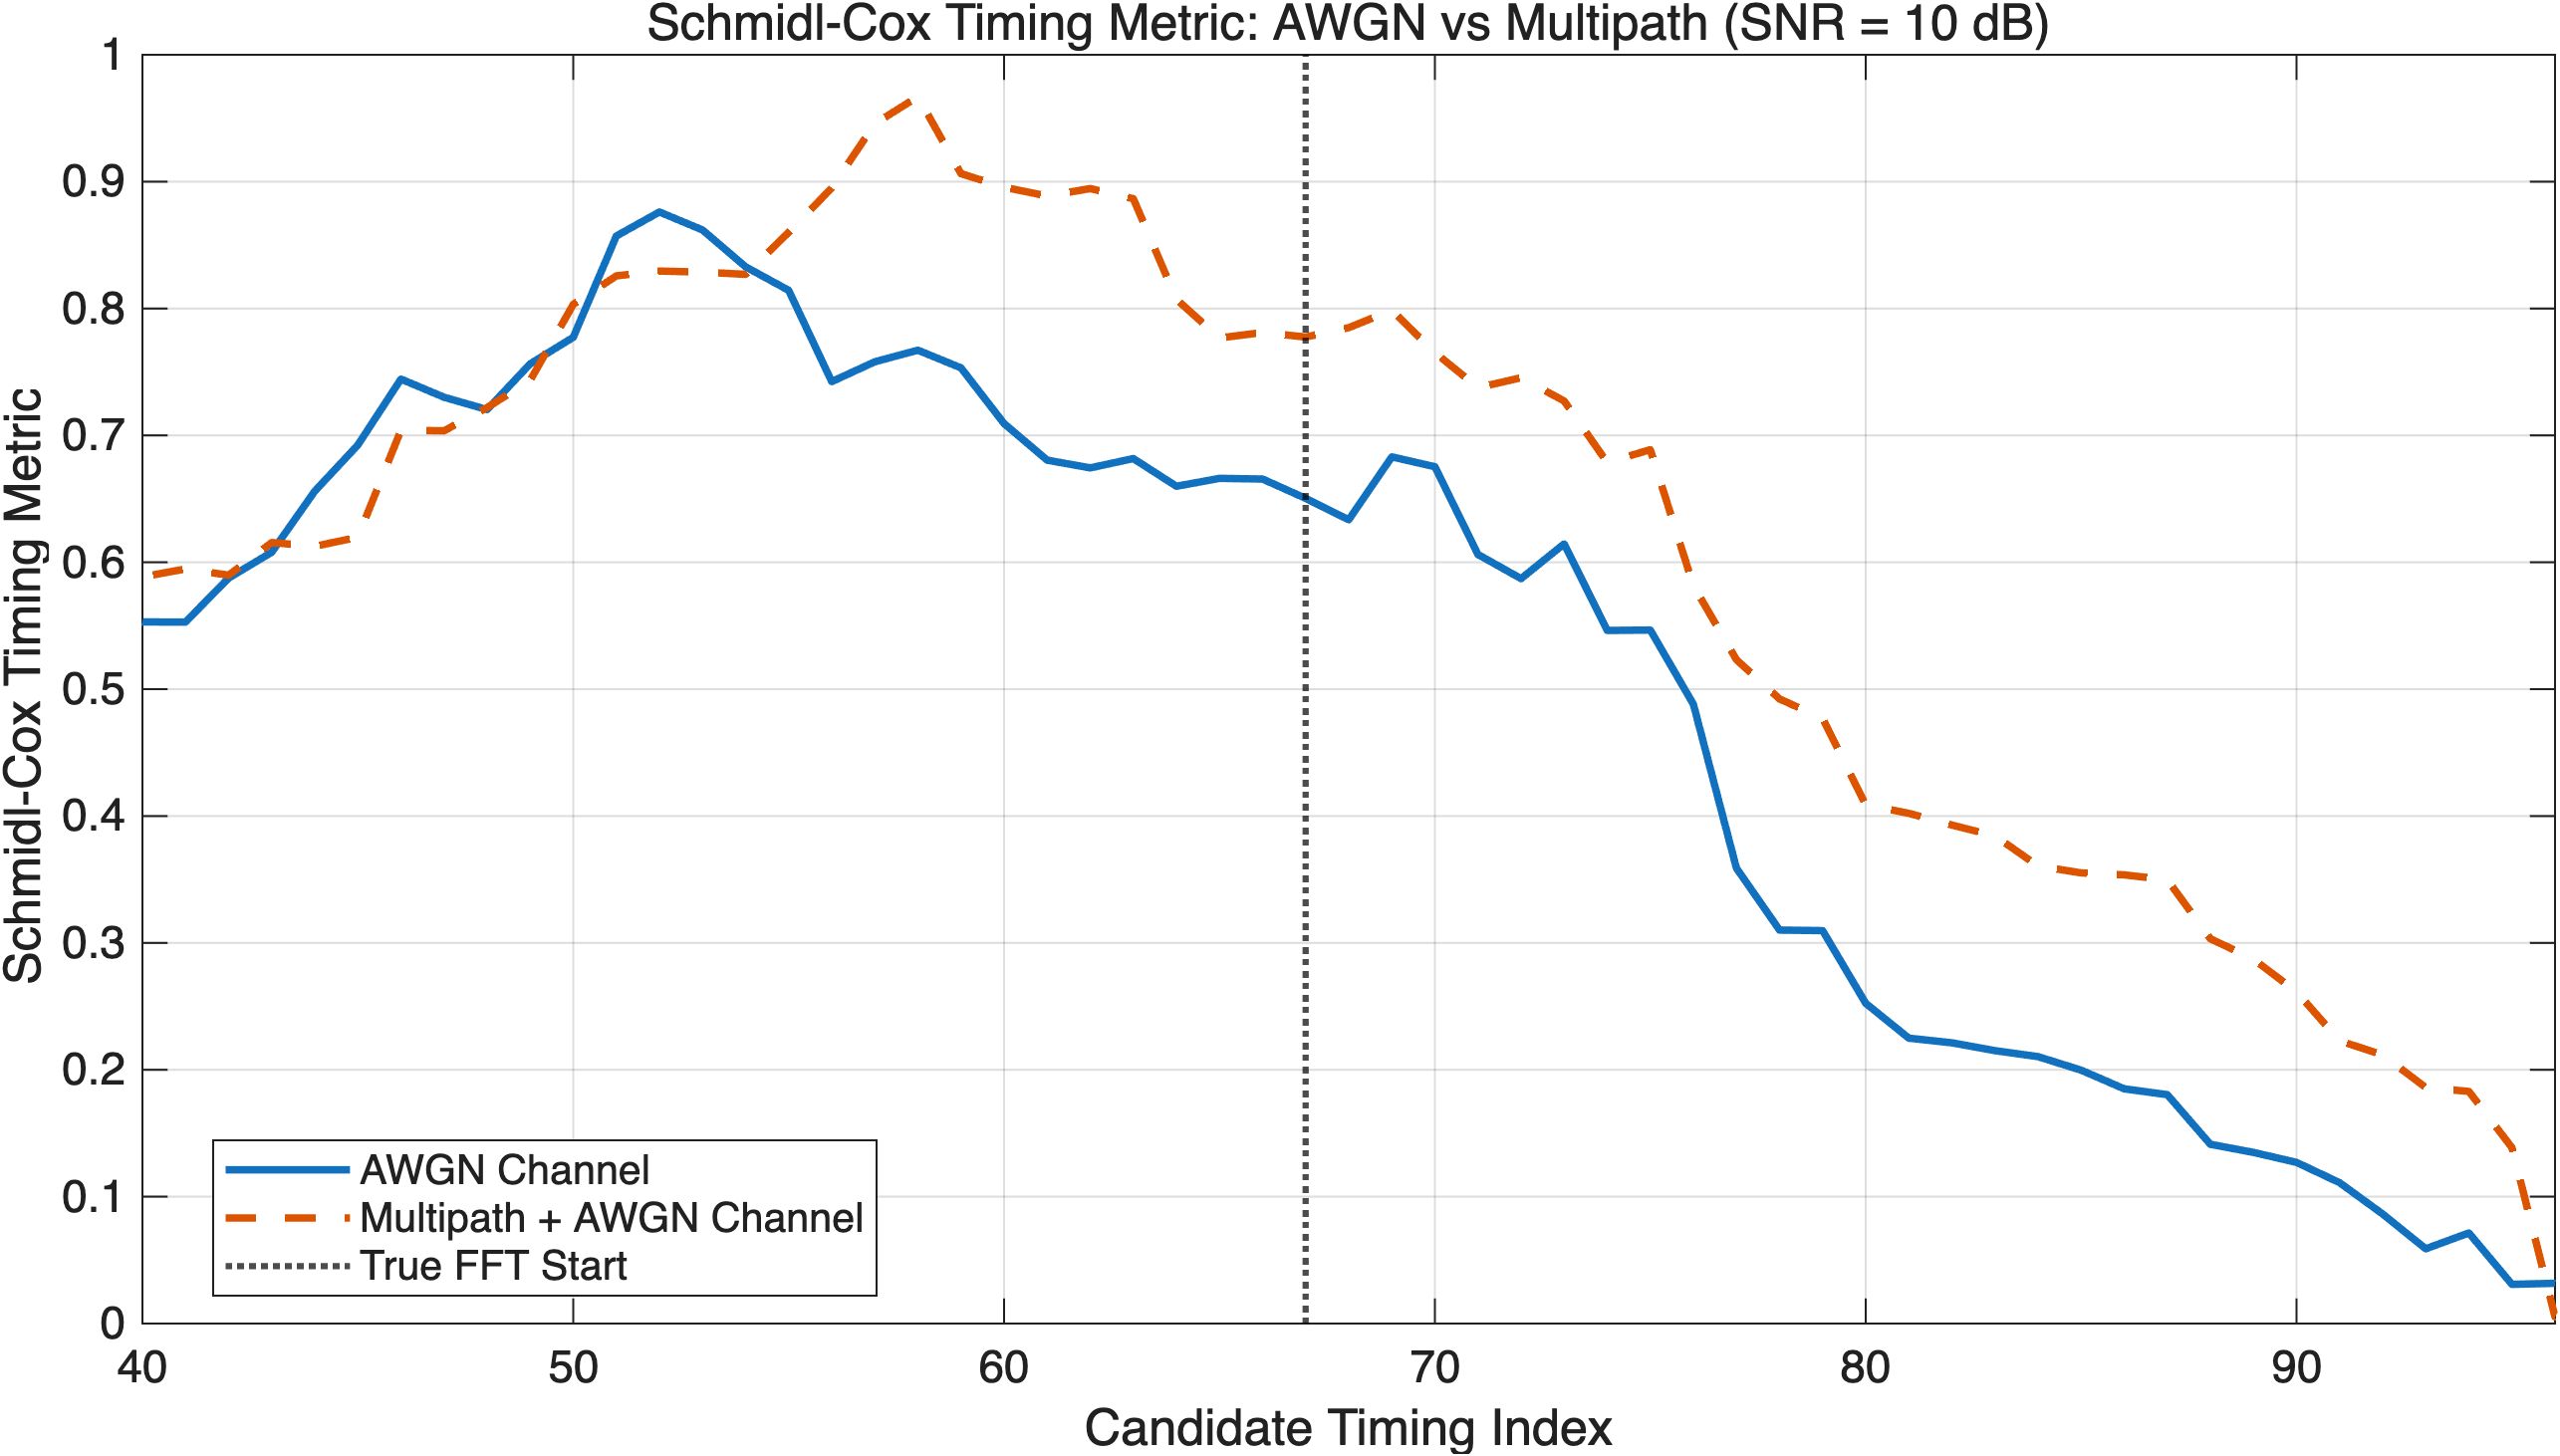 Schmidl-Cox Timing Metric: AWGN vs Multipath (SNR = 10 dB)
Schmidl-Cox Timing Metric
1
0.9
0.8
0.7
0.6
0.5
0.4
0.3
0.2
0.1
0
AWGN Channel
Multipath + AWGN Channel
True FFT Start
40 50 60 70 80 90
Candidate Timing Index